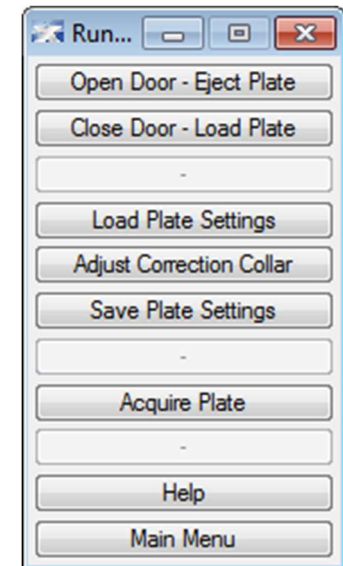 Run...
Open Door - Eject Plate
Close Door - Load Plate
-
Load Plate Settings
Adjust Correction Collar
Save Plate Settings
-
Acquire Plate
-
Help
Main Menu